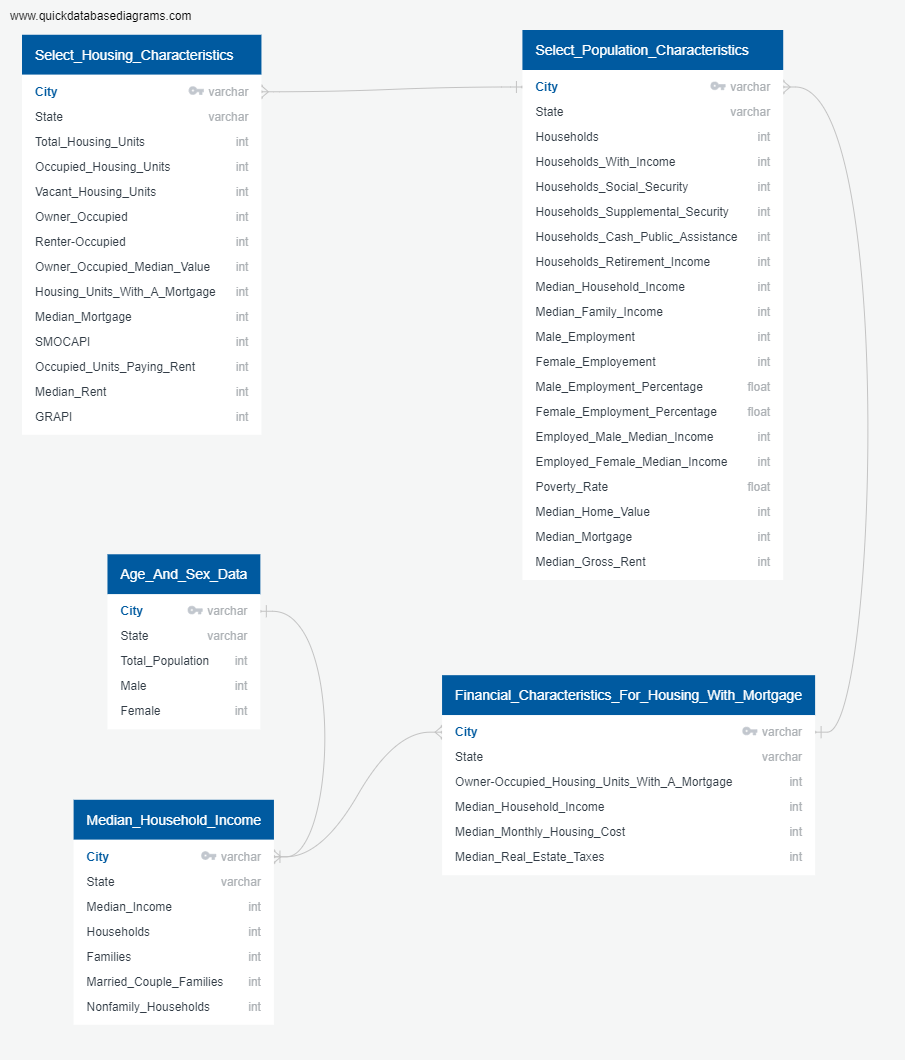 www.quickdatabasediagrams.com
Select_Housing_Characteristics
City varchar
State varchar
Total_Housing_Units int
Occupied_Housing_Units int
Vacant_Housing_Units int
Owner_Occupied int
Renter-Occupied int
Owner_Occupied_Median_Value int
Housing_Units_With_A_Mortgage int
Median_Mortgage int
SMOCAPI int
Occupied_Units_Paying_Rent int
Median_Rent int
GRAPI int
Select_Population_Characteristics
City varchar
State varchar
Households int
Households_With_Income int
Households_Social_Security int
Households_Supplemental_Security int
Households_Cash_Public_Assistance int
Households_Retirement_Income int
Median_Household_Income int
Median_Family_Income int
Male_Employment int
Female_Employement int
Male_Employment_Percentage float
Female_Employment_Percentage float
Employed_Male_Median_Income int
Employed_Female_Median_Income int
Poverty_Rate float
Median_Home_Value int
Median_Mortgage int
Median_Gross_Rent int
Age_And_Sex_Data
City varchar
State varchar
Total_Population int
Male int
Female int
Financial_Characteristics_For_Housing_With_Mortgage
City varchar
State varchar
Owner-Occupied_Housing_Units_With_A_Mortgage int
Median_Household_Income int
Median_Monthly_Housing_Cost int
Median_Real_Estate_Taxes int
Median_Household_Income
City varchar
State varchar
Median_Income int
Households int
Families int
Married_Couple_Families int
Nonfamily_Households int